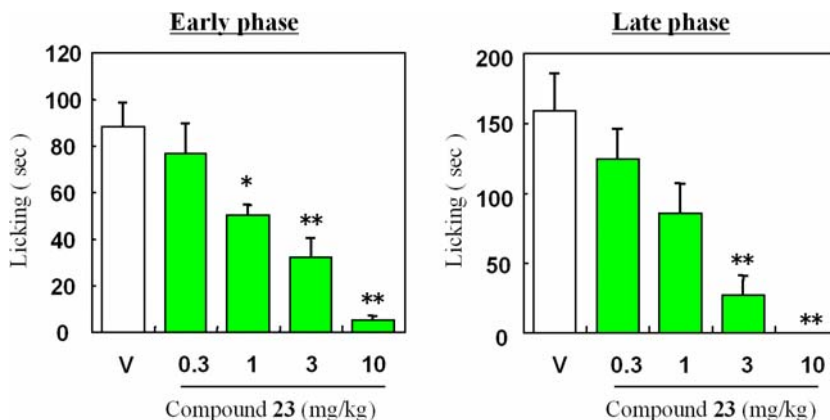 Early phase
Licking ( sec )
120
100
80
60
40
20
0
*
**
**
V 0.3 1 3 10
Compound 23 (mg/kg)
Late phase
Licking ( sec )
200
150
100
50
0
**
**
V 0.3 1 3 10
Compound 23 (mg/kg)